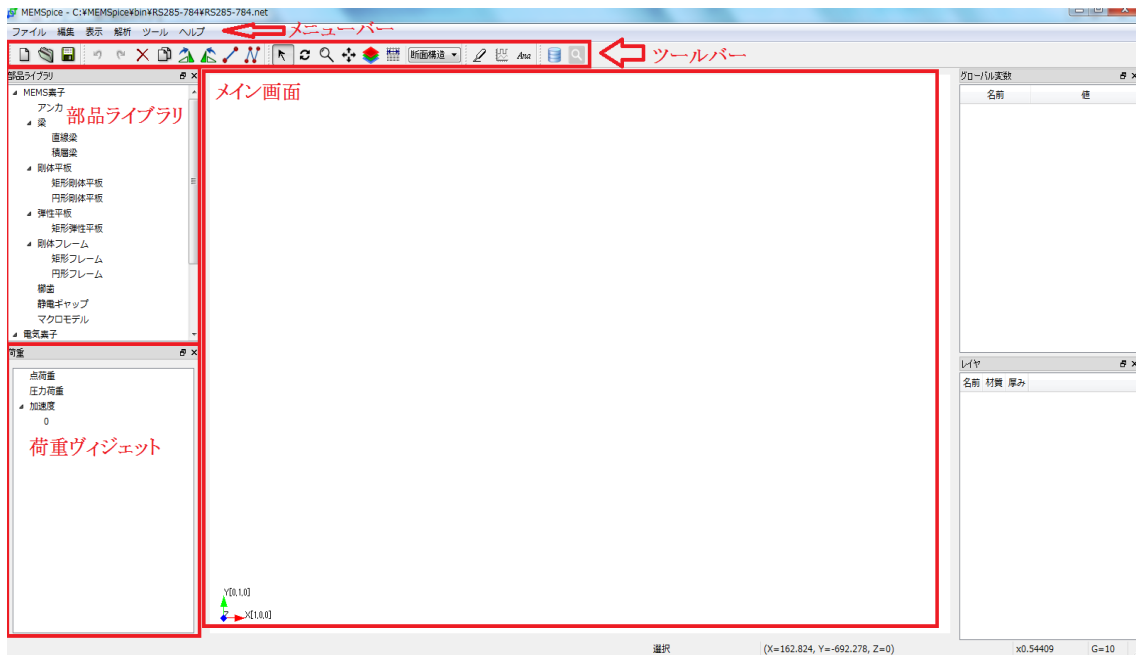 MEMSpice - C:¥MEMSpice¥bin¥RS285-784¥RS285-784.net
ファイル 編集 表示 解析 ツール ヘルプ
メニューバー
断面構造
Ana
ツールバー
部品ライブラリ
MEMS素子
アンカ
梁
直線梁
積層梁
剛体平板
矩形剛体平板
円形剛体平板
弾性平板
矩形弾性平板
剛体フレーム
矩形フレーム
円形フレーム
櫛歯
静電ギャップ
マクロモデル
電気素子
部品ライブラリ
荷重
点荷重
圧力荷重
加速度
0
荷重ヴィジェット
メイン画面
Y[0,1,0]
Z
X[1,0,0]
グローバル変数
名前 値
レイヤ
名前 材質 厚み
選択
(X=162.824, Y=-692.278, Z=0)
x0.54409
G=10